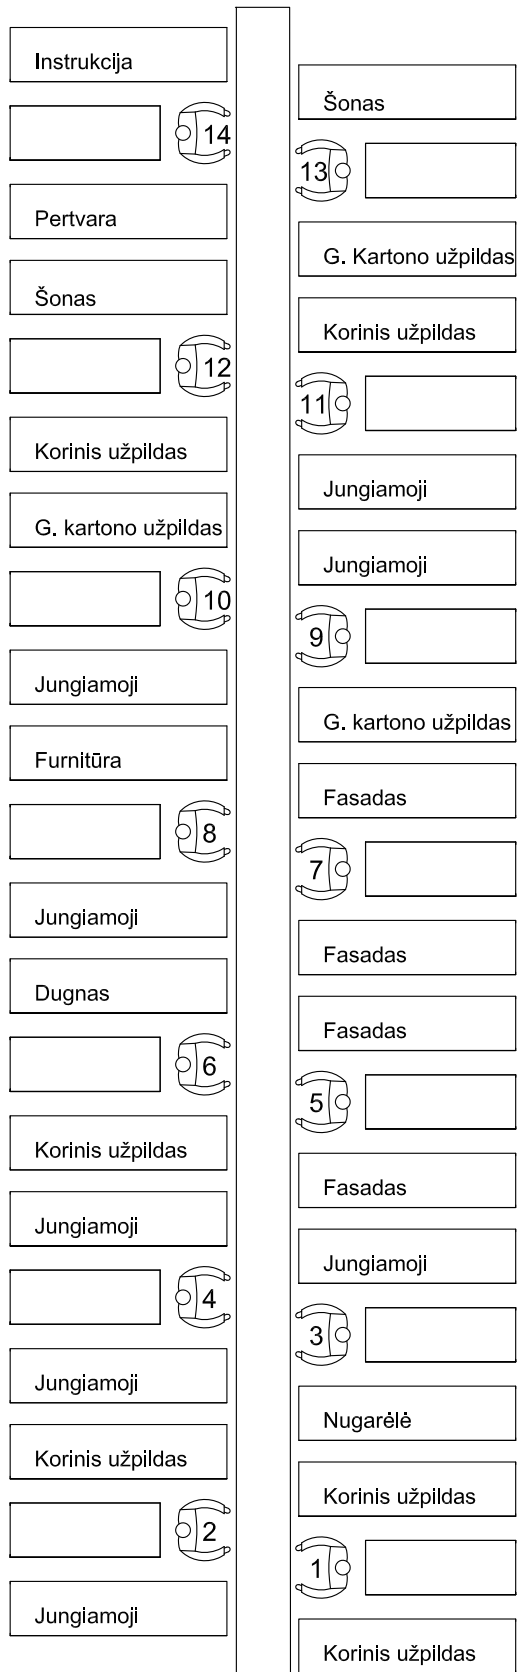 Instrukcija
14
Pertvara
Šonas
12
Korinis užpildas
G. kartono užpildas
10
Jungiamoji
Furnitūra
8
Jungiamoji
Dugnas
6
Korinis užpildas
Jungiamoji
4
Jungiamoji
Korinis užpildas
2
Jungiamoji
Šonas
13
G. Kartono užpildas
Korinis užpildas
11
Jungiamoji
Jungiamoji
9
G. kartono užpildas
Fasadas
7
Fasadas
Fasadas
5
Fasadas
Jungiamoji
3
Nugarėlė
Korinis užpildas
1
Korinis užpildas